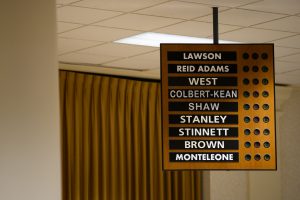 LAWSON
REID ADAMS
WEST
COLBERT-KEAN
SHAW
STANLEY
STINNETT
BROWN
MONTELEONE